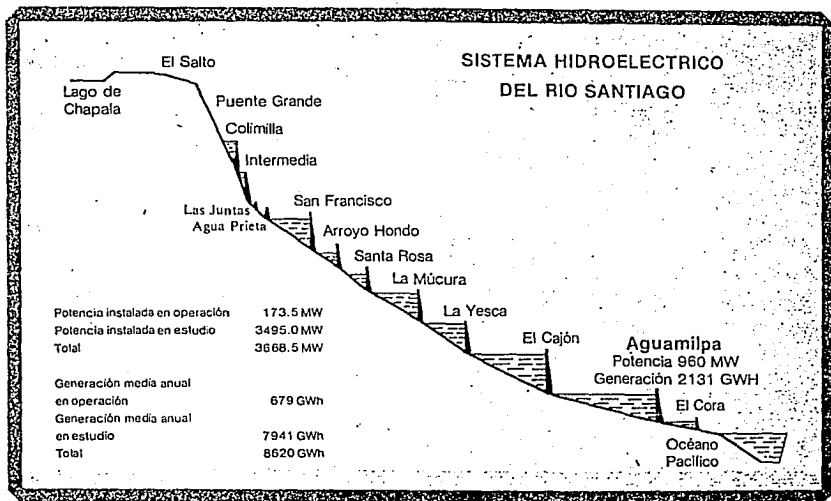 SISTEMA HIDROELECTRICO
DEL RIO SANTIAGO
El Salto
Lago de
Chapala
Puente Grande
Colimilla
Intermedia
Las Juntas
Agua Prieta
San Francisco
Arroyo Hondo
Santa Rosa
La Múcura
La Yesca
El Cajón
Aguamilpa
Potencia 960 MW
Generación 2131 GWH
El Cora
Océano
Pacífico
Potencia instalada en operación 173.5 MW
Potencia instalada en estudio 3495.0 MW
Total 3668.5 MW
Generación media anual
en operación 679 GWh
Generación media anual
en estudio 7941 GWh
Total 8620 GWh